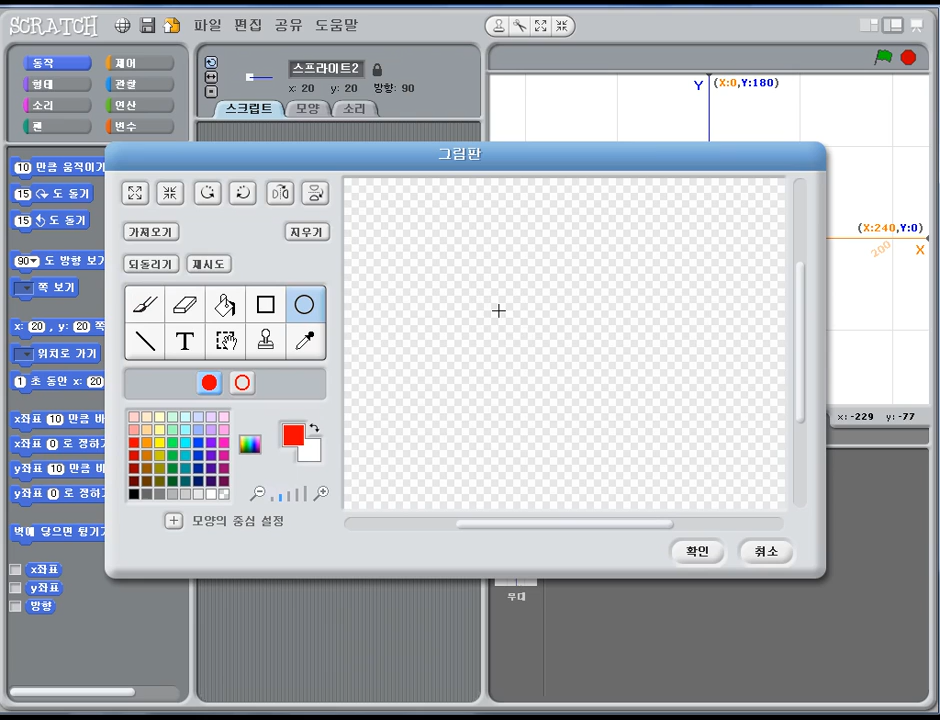 SCRATCH 파일 편집 공유 도움말
동작 제어
형태 관찰
소리 연산
펜 변수
스프라이트2
x: 20 y: 20 방향: 90
스크립트 모양 소리
Y (X:0,Y:180)
(X:240,Y:0)
200 X
x: -229 y: -77
무대
10 만큼 움직이기
15 도 돌기
15 도 돌기
90 도 방향 보기
쪽 보기
x: 20 , y: 20 쪽
위치로 가기
1 초 동안 x: 20
x좌표 10 만큼 바
x좌표 0 로 정하
y좌표 10 만큼 바
y좌표 0 로 정하
벽에 닿으면 튕기기
x좌표
y좌표
방향
그림판
가져오기 지우기
되돌리기 재시도
T
모양의 중심 설정
확인 취소